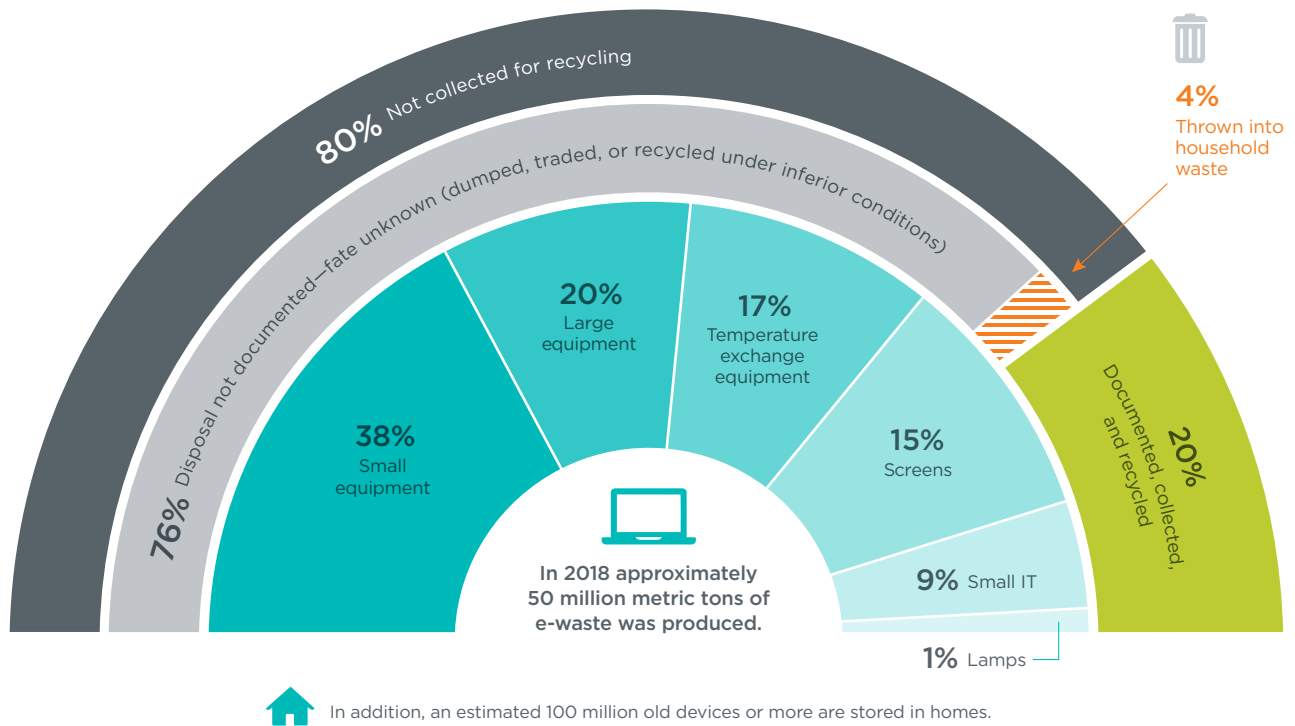 80% Not collected for recycling
76% Disposal not documented—fate unknown (dumped, traded, or recycled under inferior conditions)
4%
Thrown into
household
waste
20%
Documented, collected,
and recycled
38%
Small
equipment
20%
Large
equipment
17%
Temperature
exchange
equipment
15%
Screens
9% Small IT
1% Lamps
In 2018 approximately
50 million metric tons of
e-waste was produced.
In addition, an estimated 100 million old devices or more are stored in homes.